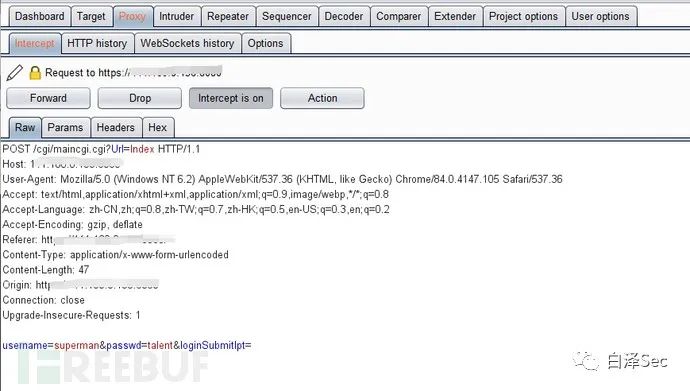 Dashboard Target Proxy Intruder Repeater Sequencer Decoder Comparer Extender Project options User options
Intercept HTTP history WebSockets history Options
Request to https://
Forward Drop Intercept is on Action
Raw Params Headers Hex
POST /cgi/maincgi.cgi?Url=Index HTTP/1.1
Host:
User-Agent: Mozilla/5.0 (Windows NT 6.2) AppleWebKit/537.36 (KHTML, like Gecko) Chrome/84.0.4147.105 Safari/537.36
Accept: text/html,application/xhtml+xml,application/xml;q=0.9,image/webp,*/*;q=0.8
Accept-Language: zh-CN,zh;q=0.8,zh-TW;q=0.7,zh-HK;q=0.5,en-US;q=0.3,en;q=0.2
Accept-Encoding: gzip, deflate
Referer:
Content-Type: application/x-www-form-urlencoded
Content-Length: 47
Origin:
Connection: close
Upgrade-Insecure-Requests: 1
username=superman&passwd=talent&loginSubmitIpt=
FREEBUF
白泽Sec